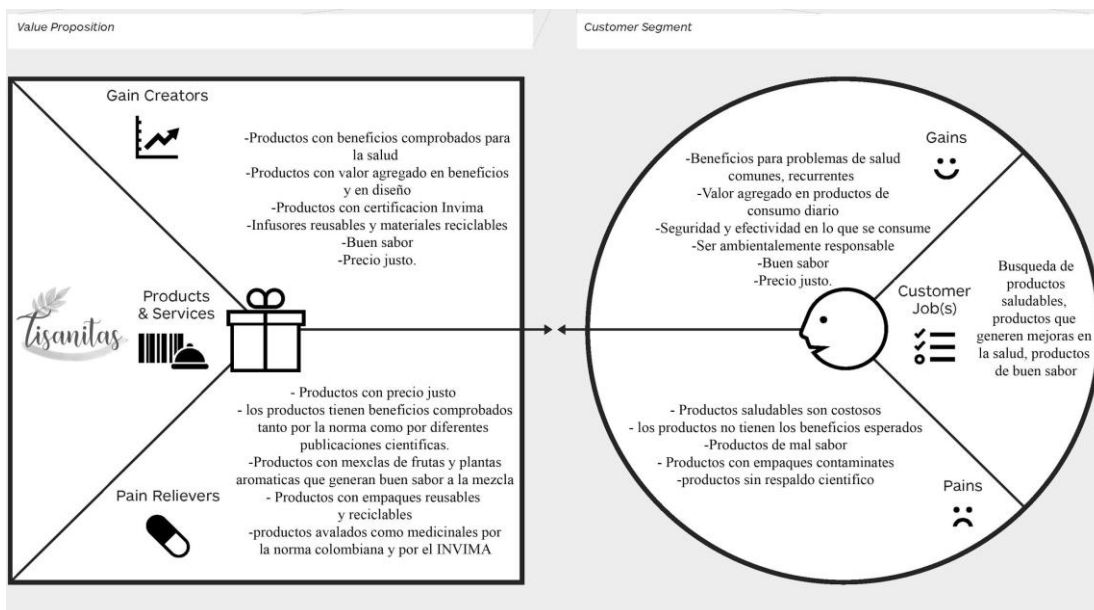 Value Proposition
Customer Segment
Gain Creators
-Productos con beneficios comprobados para
la salud
-Productos con valor agregado en beneficios
y en diseño
-Productos con certificacion Invima
-Infusores reusables y materiales reciclables
-Buen sabor
-Precio justo.
Tisanitas
Products
& Services
- Productos con precio justo
- los productos tienen beneficios comprobados
tanto por la norma como por diferentes
publicaciones cientificas.
-Productos con mexclas de frutas y plantas
aromaticas que generan buen sabor a la mezcla
- Productos con empaques reusables
y reciclables
-productos avalados como medicinales por
la norma colombiana y por el INVIMA
Pain Relievers
Gains
-Beneficios para problemas de salud
comunes, recurrentes
-Valor agregado en productos de
consumo diario
-Seguridad y efectividad en lo que se consume
-Ser ambientalemente responsable
-Buen sabor
-Precio justo.
Customer
Job(s)
Busqueda de
productos
saludables,
productos que
generen mejoras en
la salud, productos
de buen sabor
- Productos saludables son costosos
- los productos no tienen los beneficios esperados
-Productos de mal sabor
- Productos con empaques contaminates
-productos sin respaldo cientifico
Pains